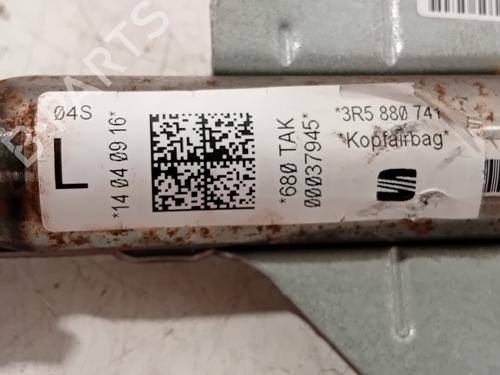 04S
L
*14 04 09 16*
*680 TAK
00037945*
*3R5 880 741
*Kopfairbag*